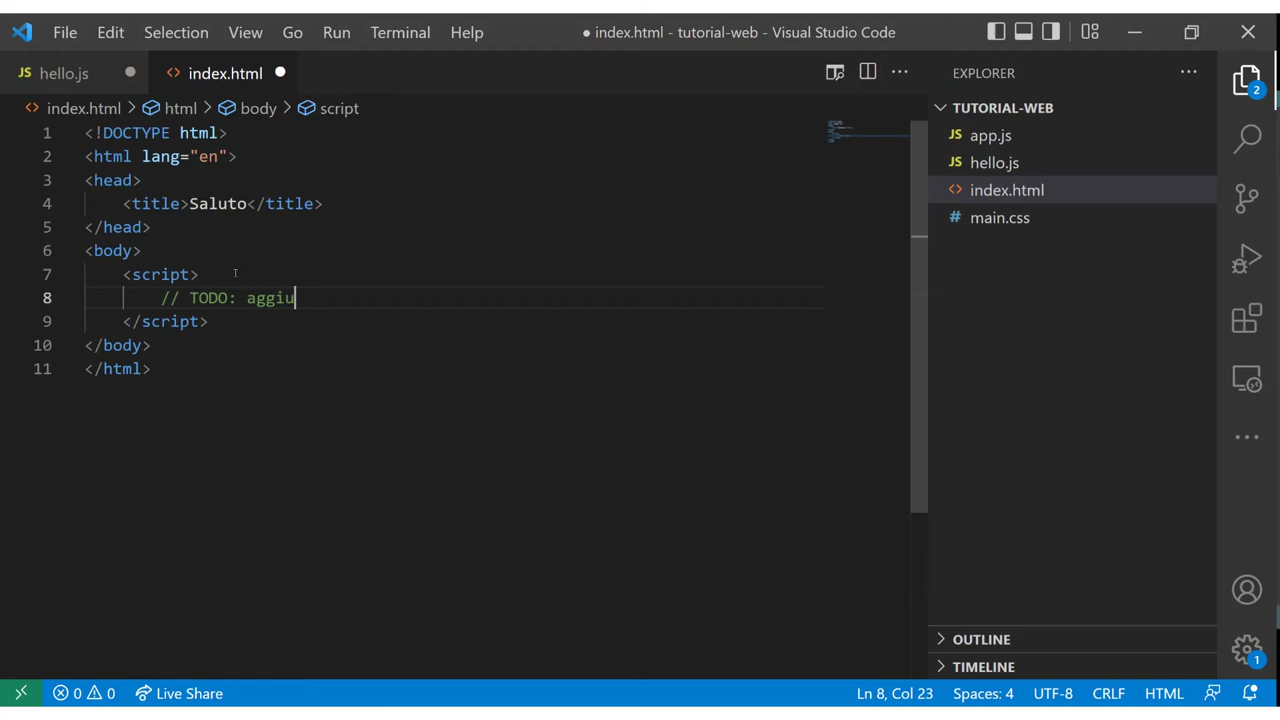 File Edit Selection View Go Run Terminal Help ● index.html - tutorial-web - Visual Studio Code
JS hello.js ● <> index.html ●
EXPLORER
<> index.html > html > body > script
1 <!DOCTYPE html>
2 <html lang="en">
3 <head>
4 <title>Saluto</title>
5 </head>
6 <body>
7 <script>
8 // TODO: aggiu
9 </script>
10 </body>
11 </html>
TUTORIAL-WEB
JS app.js
JS hello.js
<> index.html
# main.css
OUTLINE
TIMELINE
2
1
0 0 Live Share Ln 8, Col 23 Spaces: 4 UTF-8 CRLF HTML